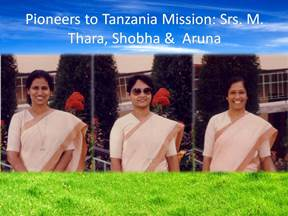 Pioneers to Tanzania Mission: Srs. M.
Thara, Shobha & Aruna